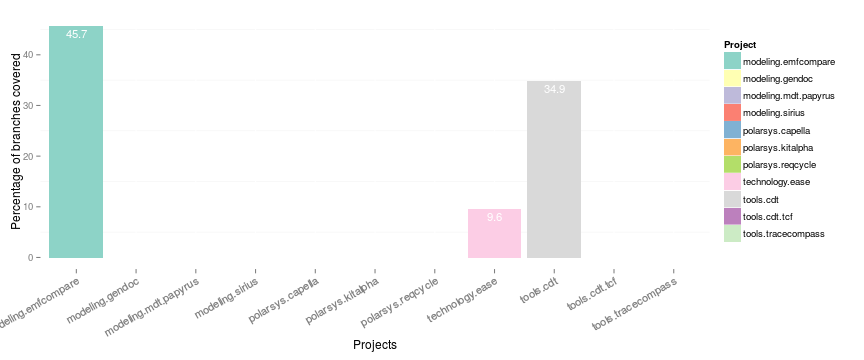 45.7
34.9
9.6
Percentage of branches covered
40
30
20
10
0
deling.emfcompare
modeling.gendoc
modeling.mdt.papyrus
modeling.sirius
polarsys.capella
polarsys.kitalpha
polarsys.reqcycle
technology.ease
tools.cdt
tools.cdt.tcf
tools.tracecompass
Projects
Project
modeling.emfcompare
modeling.gendoc
modeling.mdt.papyrus
modeling.sirius
polarsys.capella
polarsys.kitalpha
polarsys.reqcycle
technology.ease
tools.cdt
tools.cdt.tcf
tools.tracecompass